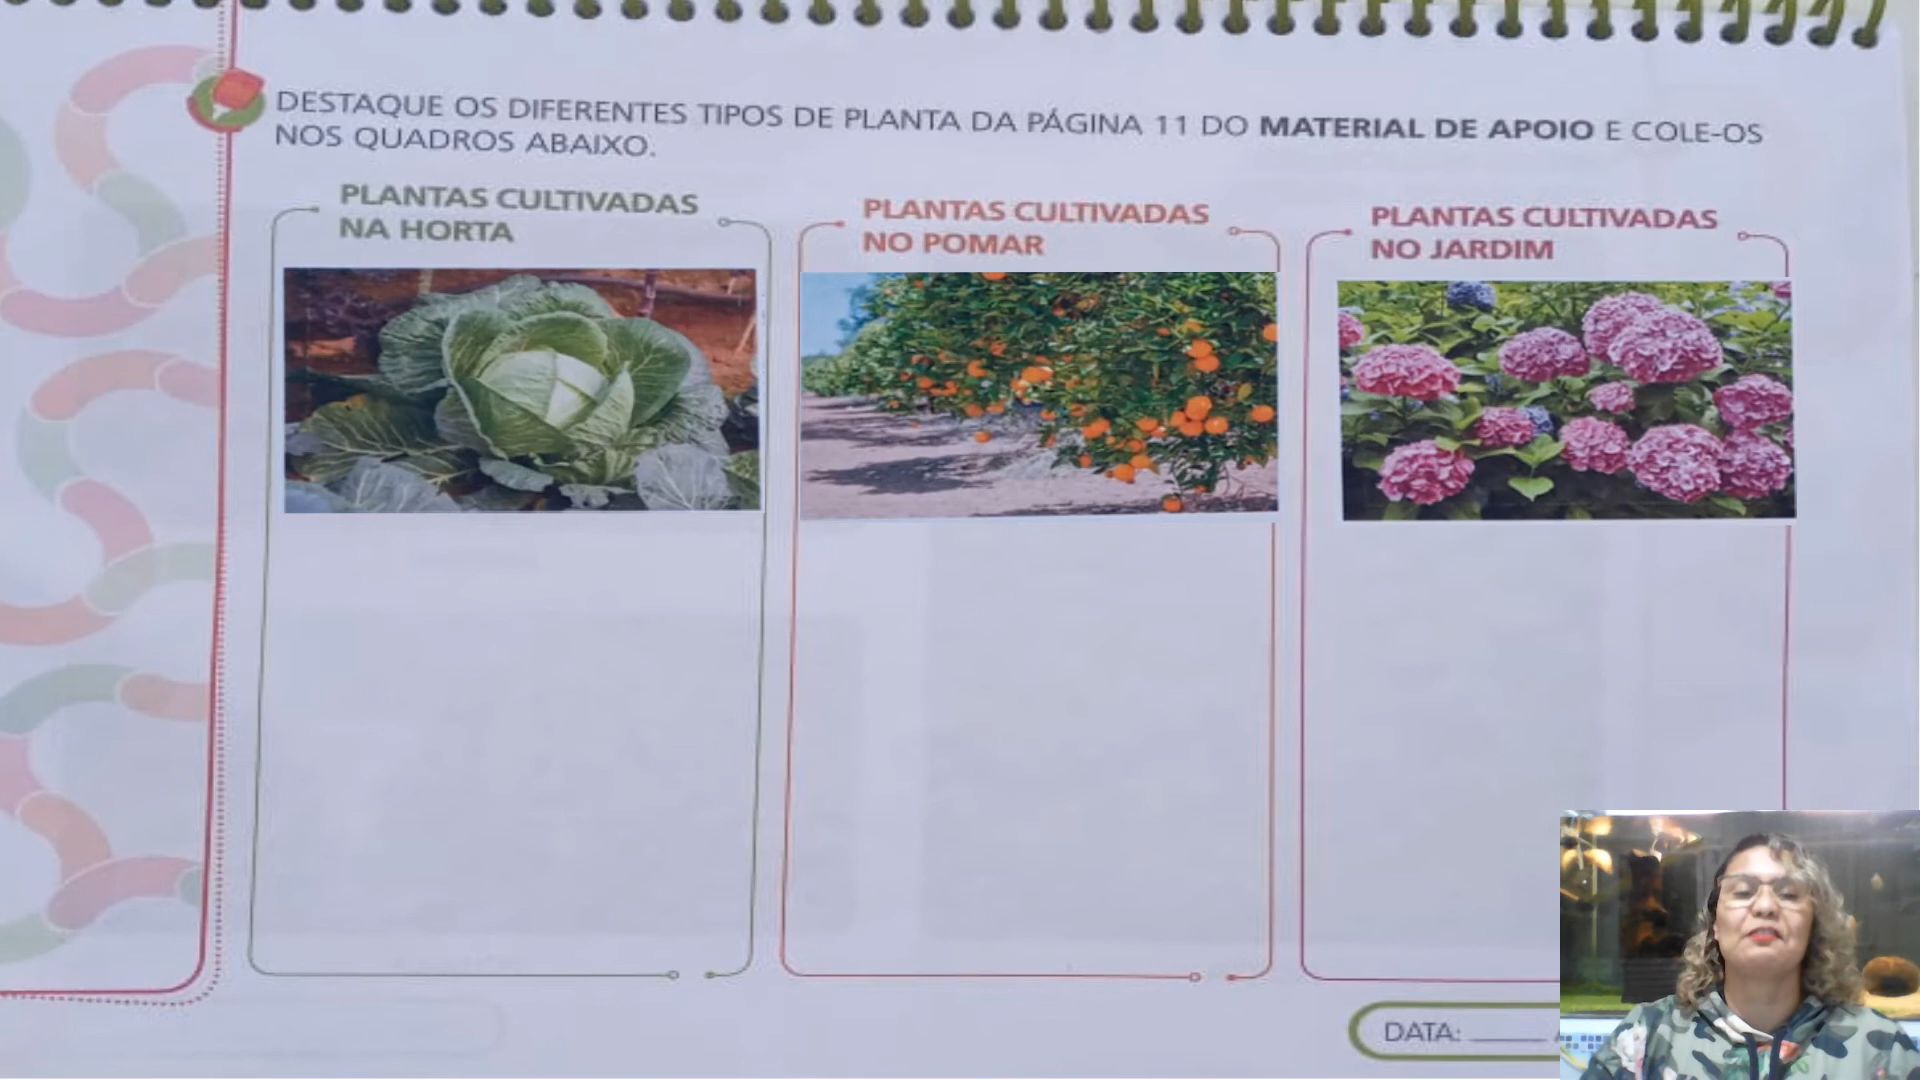 DESTAQUE OS DIFERENTES TIPOS DE PLANTA DA PÁGINA 11 DO MATERIAL DE APOIO E COLE-OS
NOS QUADROS ABAIXO.
PLANTAS CULTIVADAS
NA HORTA
PLANTAS CULTIVADAS
NO POMAR
PLANTAS CULTIVADAS
NO JARDIM
DATA: _____ /